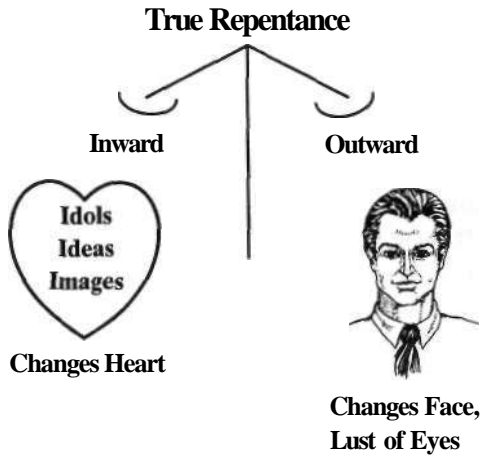 True Repentance
Inward
Outward
Idols
Ideas
Images
Changes Heart
Changes Face,
Lust of Eyes